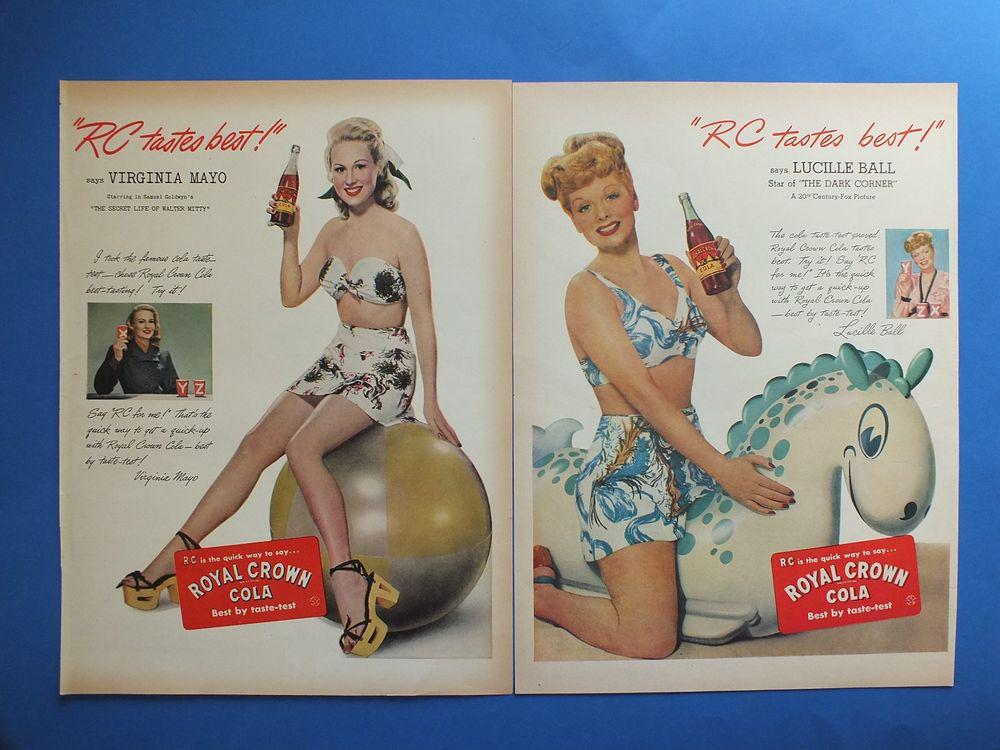 "RC tastes best!"
says VIRGINIA MAYO
Starring in Samuel Goldwyn's
"THE SECRET LIFE OF WALTER MITTY"
I took the famous cola taste-
test—chose Royal Crown Cola
best-tasting! Try it!
Y Z
Say "RC for me!" That's the
quick way to get a quick-up
with Royal Crown Cola—best
by taste-test!
Virginia Mayo
RC is the quick way to say...
ROYAL CROWN
COLA
Best by taste-test
"RC tastes best!"
says LUCILLE BALL
Star of "THE DARK CORNER"
A 20th Century-Fox Picture
The cola taste-test proved
Royal Crown Cola tastes
best. Try it! Say "RC
for me!" It's the quick
way to get a quick-up
with Royal Crown Cola
—best by taste-test!
Lucille Ball
Z X
ROYAL CROWN
COLA
RC is the quick way to say...
ROYAL CROWN
COLA
Best by taste-test